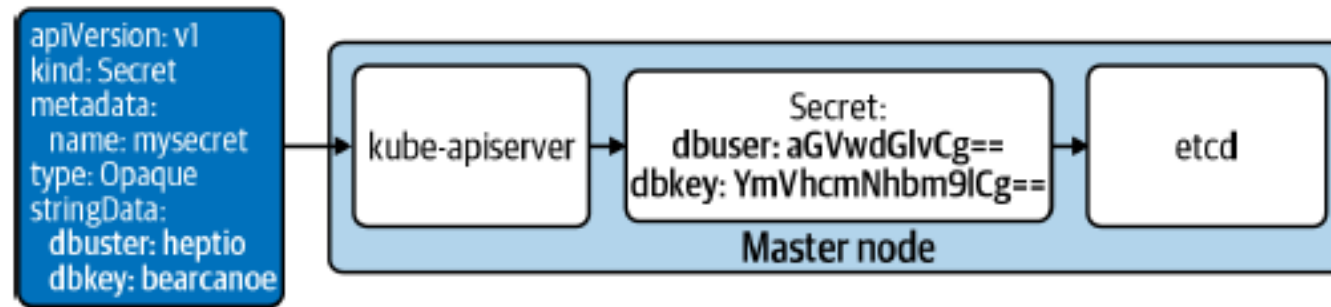 apiVersion: v1
kind: Secret
metadata:
name: mysecret
type: Opaque
stringData:
dbuster: heptio
dbkey: bearcanoe
kube-apiserver
Secret:
dbuser: aGVwdGlvCg==
dbkey: YmVhcmNhbm9lCg==
etcd
Master node